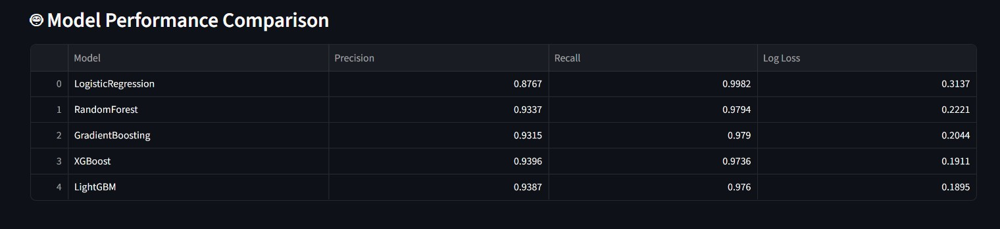 Model Performance Comparison
Model Precision Recall Log Loss
0 LogisticRegression 0.8767 0.9982 0.3137
1 RandomForest 0.9337 0.9794 0.2221
2 GradientBoosting 0.9315 0.979 0.2044
3 XGBoost 0.9396 0.9736 0.1911
4 LightGBM 0.9387 0.976 0.1895